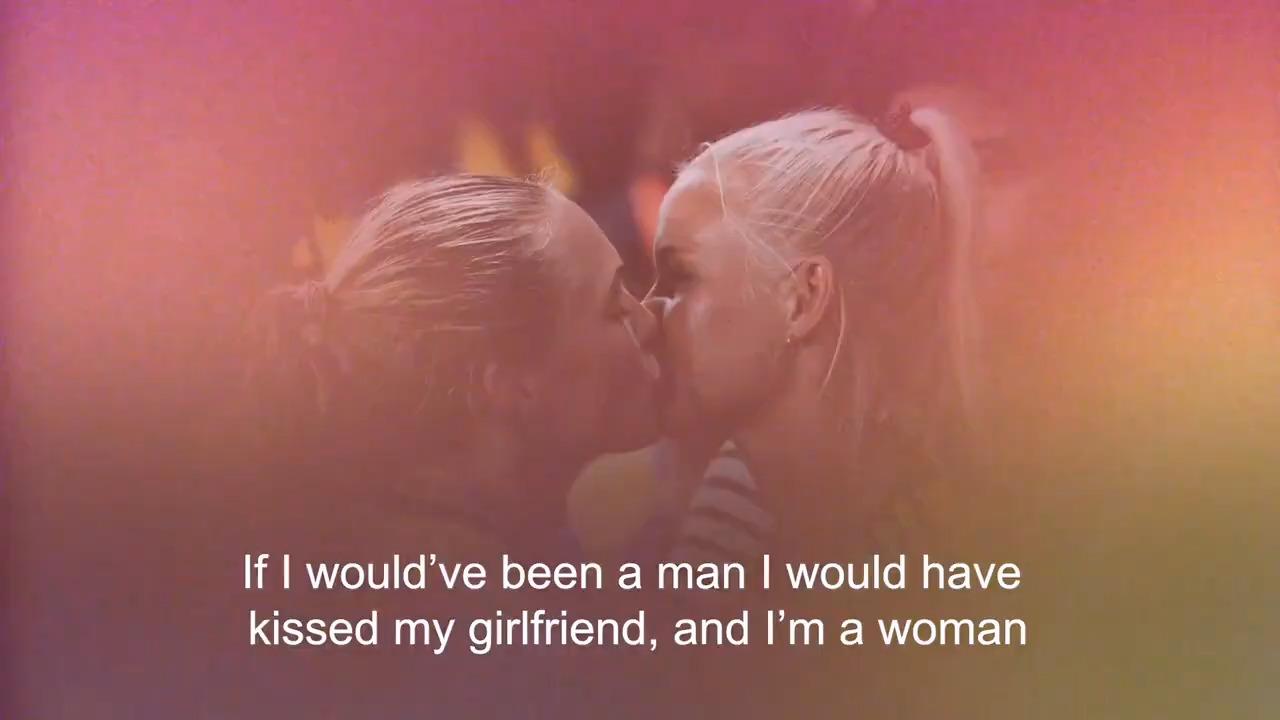 If I would’ve been a man I would have
kissed my girlfriend, and I’m a woman